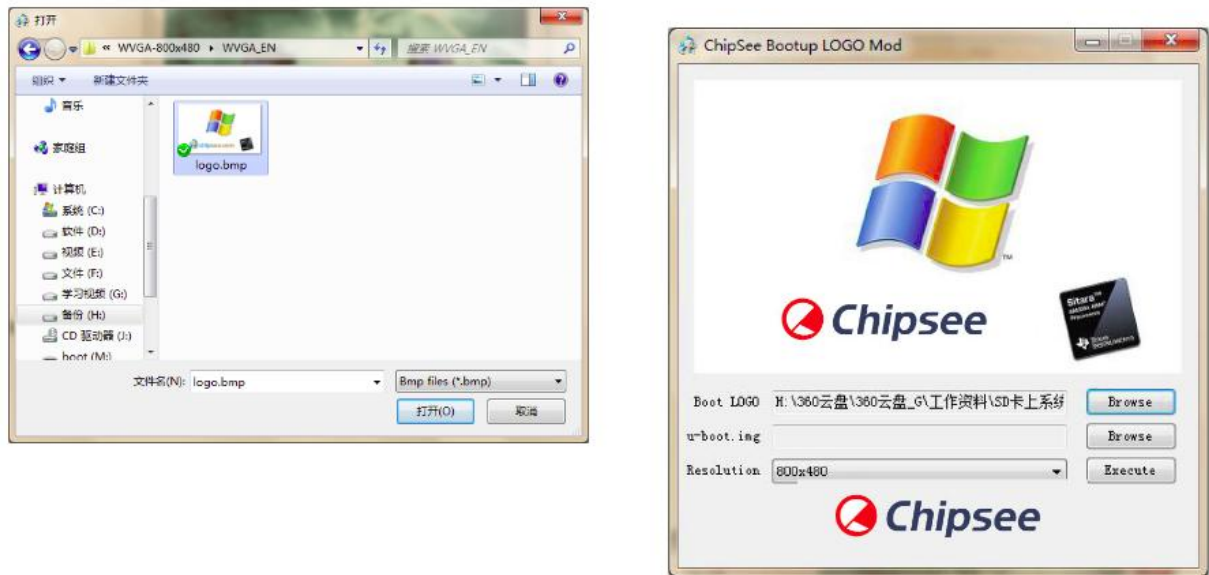 打开
« WVGA-800x480 ▸ WVGA_EN
搜索 WVGA_EN
组织 ▼ 新建文件夹
音乐
家庭组
计算机
系统 (C:)
软件 (D:)
视频 (E:)
文件 (F:)
学习视频 (G:)
备份 (H:)
CD 驱动器 (J:)
boot (M:)
logo.bmp
文件名(N): logo.bmp
Bmp files (*.bmp)
打开(O) 取消
ChipSee Bootup LOGO Mod
TM
Chipsee
Sitara™
Texas
INSTRUMENTS
Boot LOGO H:\360云盘\360云盘_G\工作资料\SD卡上系统 Browse
u-boot.img Browse
Resolution 800x480 Execute
Chipsee